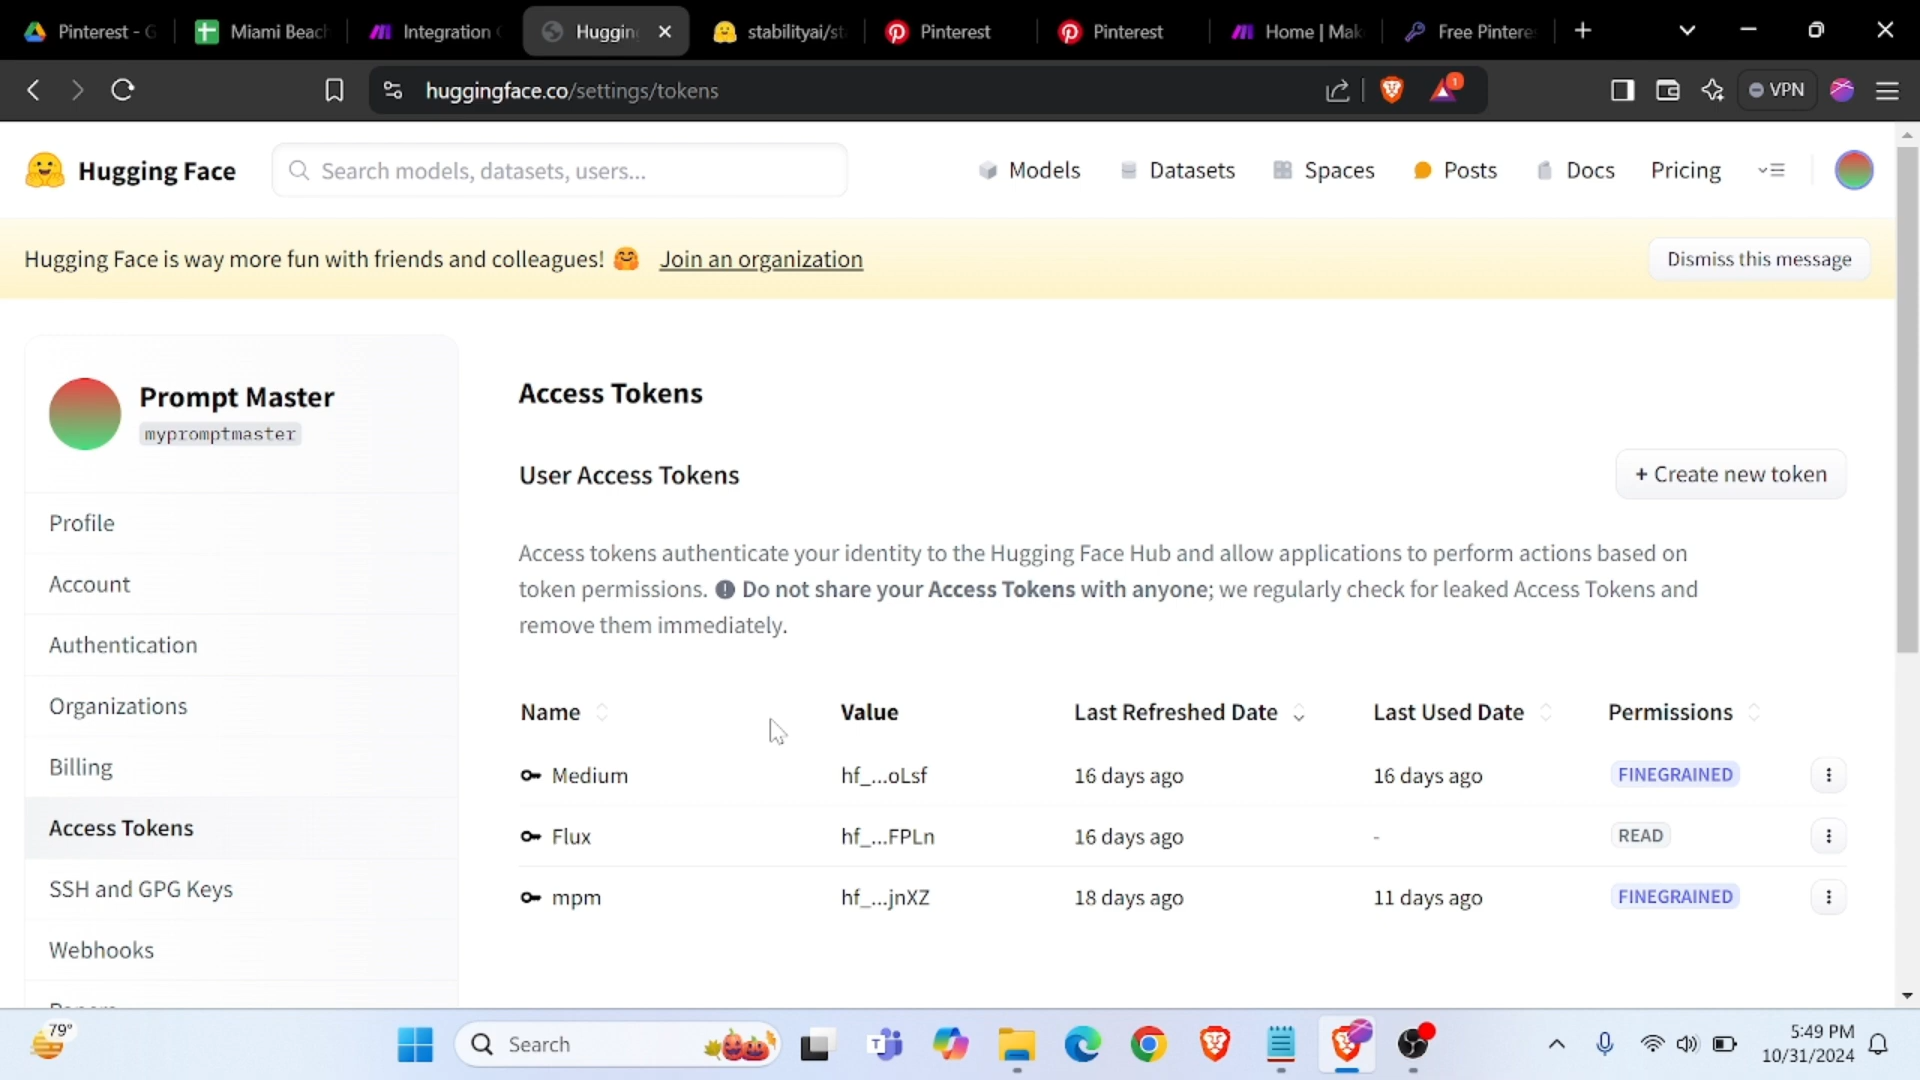 Pinterest - G
Miami Beach
Integration
Hugging
stabilityai/st
Pinterest
Pinterest
Home | Mak
Free Pintere
huggingface.co/settings/tokens
1
VPN
Hugging Face
Search models, datasets, users...
Models
Datasets
Spaces
Posts
Docs
Pricing
Hugging Face is way more fun with friends and colleagues! 🤗 Join an organization
Dismiss this message
Prompt Master
mypromptmaster
Profile
Account
Authentication
Organizations
Billing
Access Tokens
SSH and GPG Keys
Webhooks
Access Tokens
User Access Tokens
+ Create new token
Access tokens authenticate your identity to the Hugging Face Hub and allow applications to perform actions based on
token permissions. Do not share your Access Tokens with anyone; we regularly check for leaked Access Tokens and
remove them immediately.
Name Value Last Refreshed Date Last Used Date Permissions
Medium hf_...oLsf 16 days ago 16 days ago FINEGRAINED
Flux hf_...FPLn 16 days ago - READ
mpm hf_...jnXZ 18 days ago 11 days ago FINEGRAINED
79°
Search
5:49 PM
10/31/2024